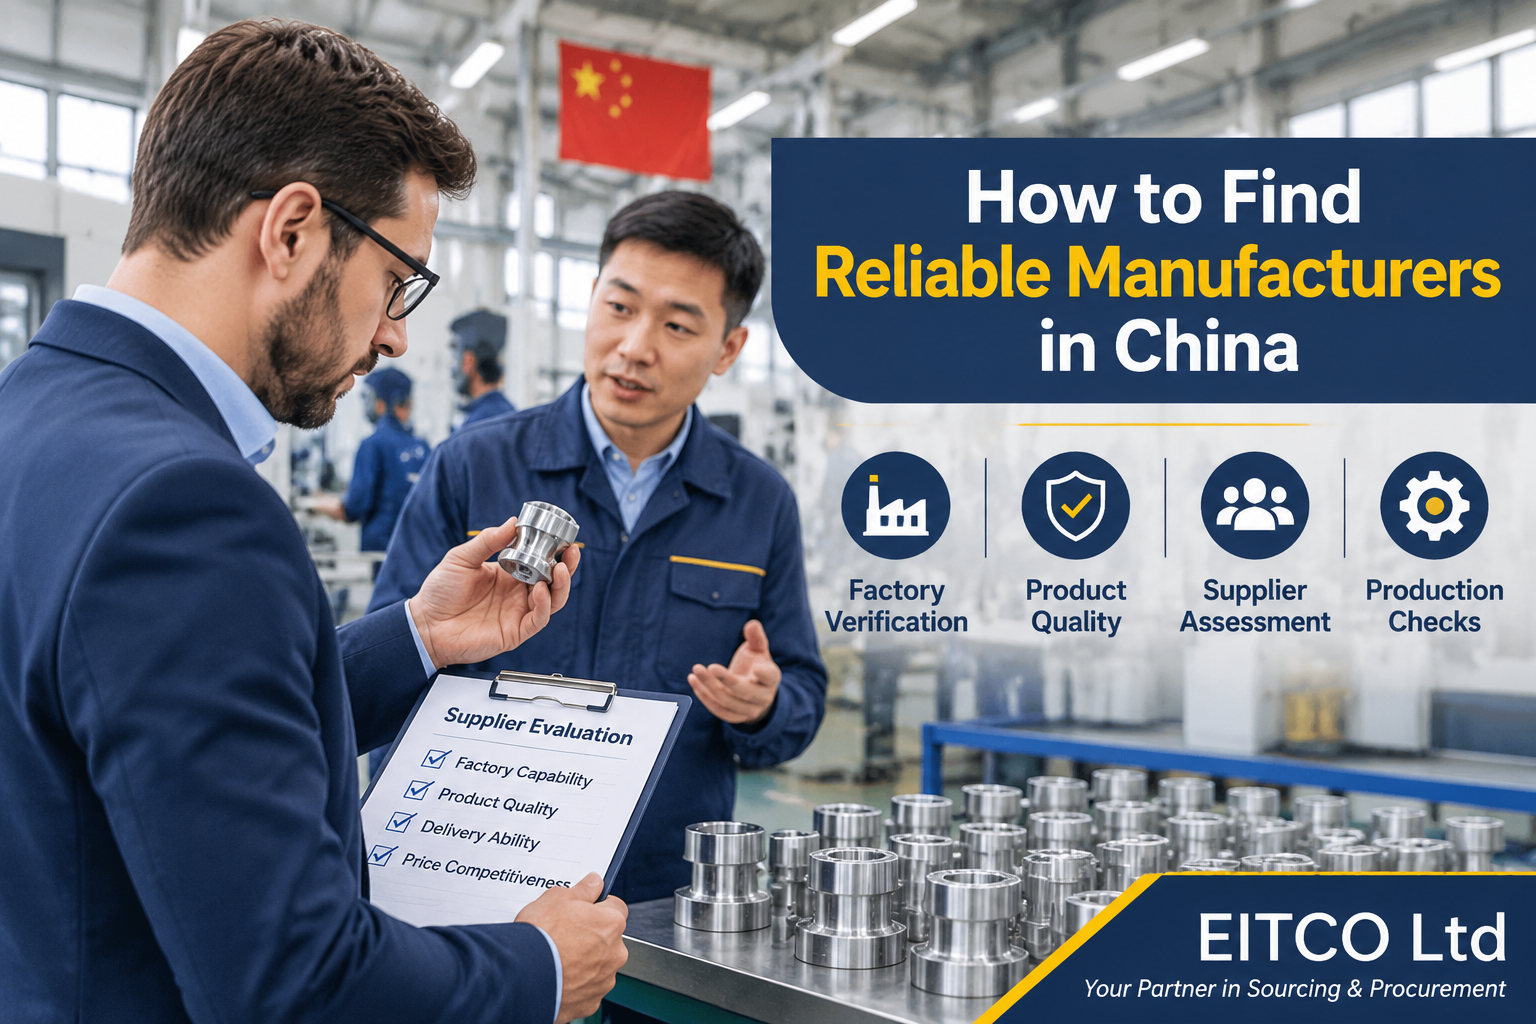 How to Find
Reliable Manufacturers
in China
Factory
Verification
Product
Quality
Supplier
Assessment
Production
Checks
Supplier Evaluation
Factory Capability
Product Quality
Delivery Ability
Price Competitiveness
EITCO Ltd
Your Partner in Sourcing & Procurement